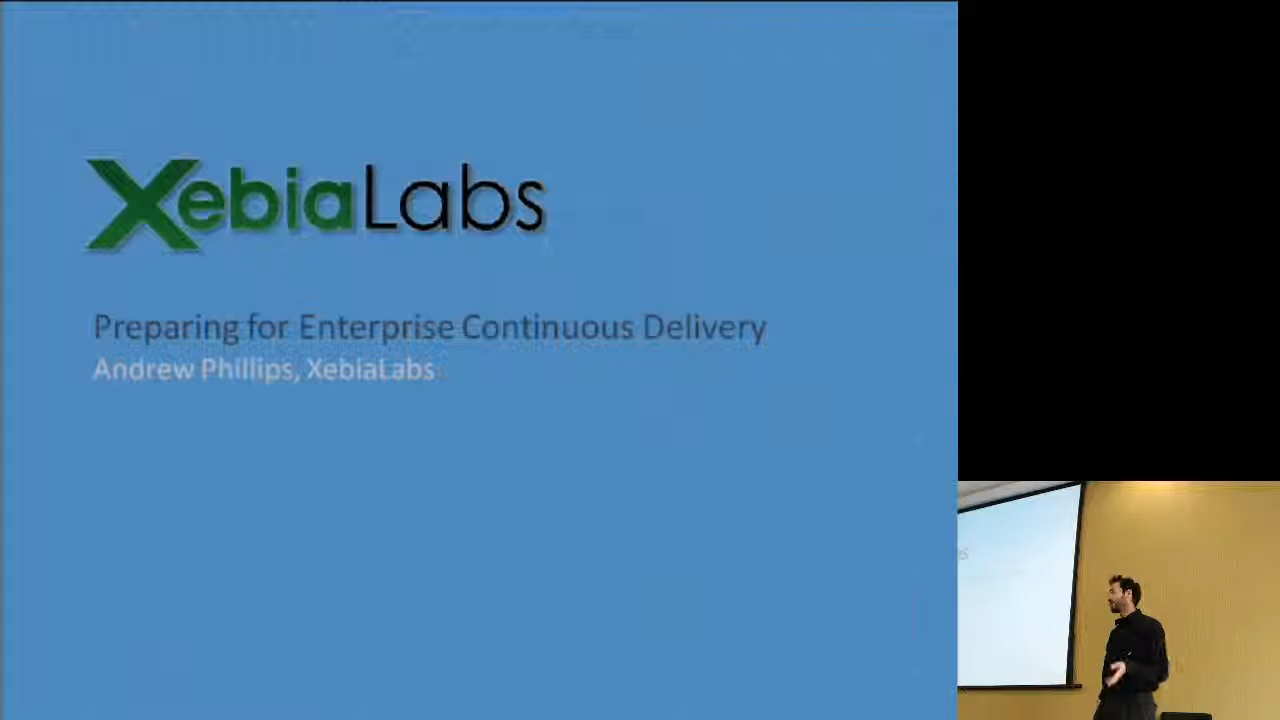 XebiaLabs
Preparing for Enterprise Continuous Delivery
Andrew Phillips, XebiaLabs